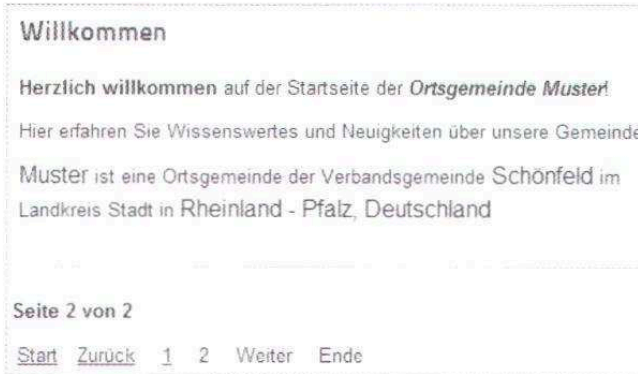 Willkommen
Herzlich willkommen auf der Startseite der Ortsgemeinde Muster!
Hier erfahren Sie Wissenswertes und Neuigkeiten über unsere Gemeinde
Muster ist eine Ortsgemeinde der Verbandsgemeinde Schönfeld im
Landkreis Stadt in Rheinland - Pfalz, Deutschland
Seite 2 von 2
Start Zurück 1 2 Weiter Ende